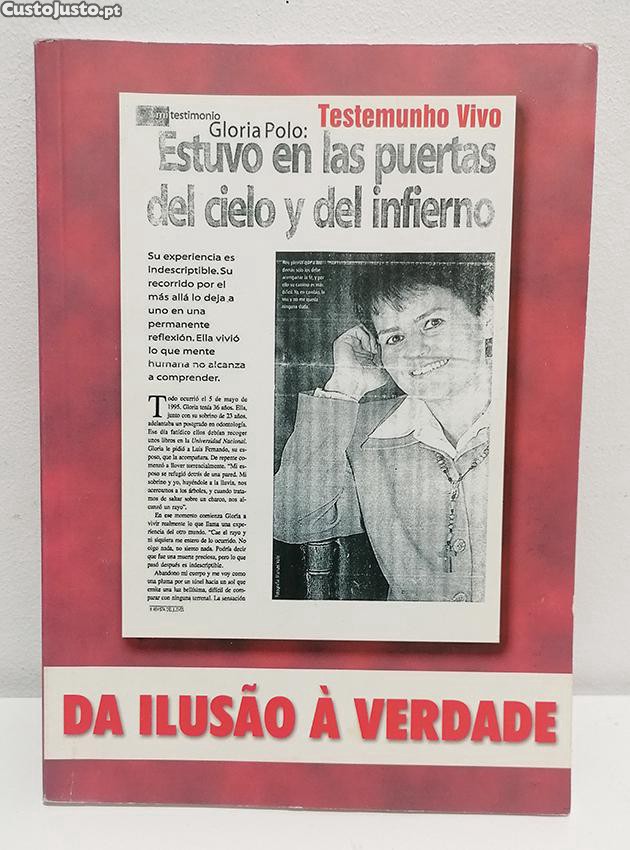 CustoJusto.pt
mi testimonio
Testemunho Vivo
Gloria Polo:
Estuvo en las puertas
del cielo y del infierno
Su experiencia es
indescriptible. Su
recorrido por el
más allá lo deja a
uno en una
permanente
reflexión. Ella vivió
lo que mente
humana no alcanza
a comprender.
Todo ocurrió el 5 de mayo de
1995. Gloria tenía 36 años. Ella,
junto con su sobrino de 23 años,
adelantaba un postgrado en odontología.
Ese día fatídico ellos debían recoger
unos libros en la Universidad Nacional.
Gloria le pidió a Luis Fernando, su es-
poso, que la acompañara. De repente co-
menzó a llover torrencialmente. "Mi es-
poso se refugió detrás de una pared. Mi
sobrino y yo, huyéndole a la lluvia, nos
acercamos a los árboles, y cuando trata-
mos de saltar sobre un charco, nos al-
canzó un rayo".
En ese momento comienza Gloria a
vivir realmente lo que llama una expe-
riencia del otro mundo. "Cae el rayo y
ni siquiera me entero de lo ocurrido. No
oigo nada, no siento nada. Podría decir
que fue una muerte preciosa, pero lo que
pasó después es indescriptible.
Abandono mi cuerpo y me voy como
una pluma por un túnel hacia un sol que
emite una luz bellísima, difícil de com-
parar con ninguna terrenal. La sensación
DA ILUSÃO À VERDADE